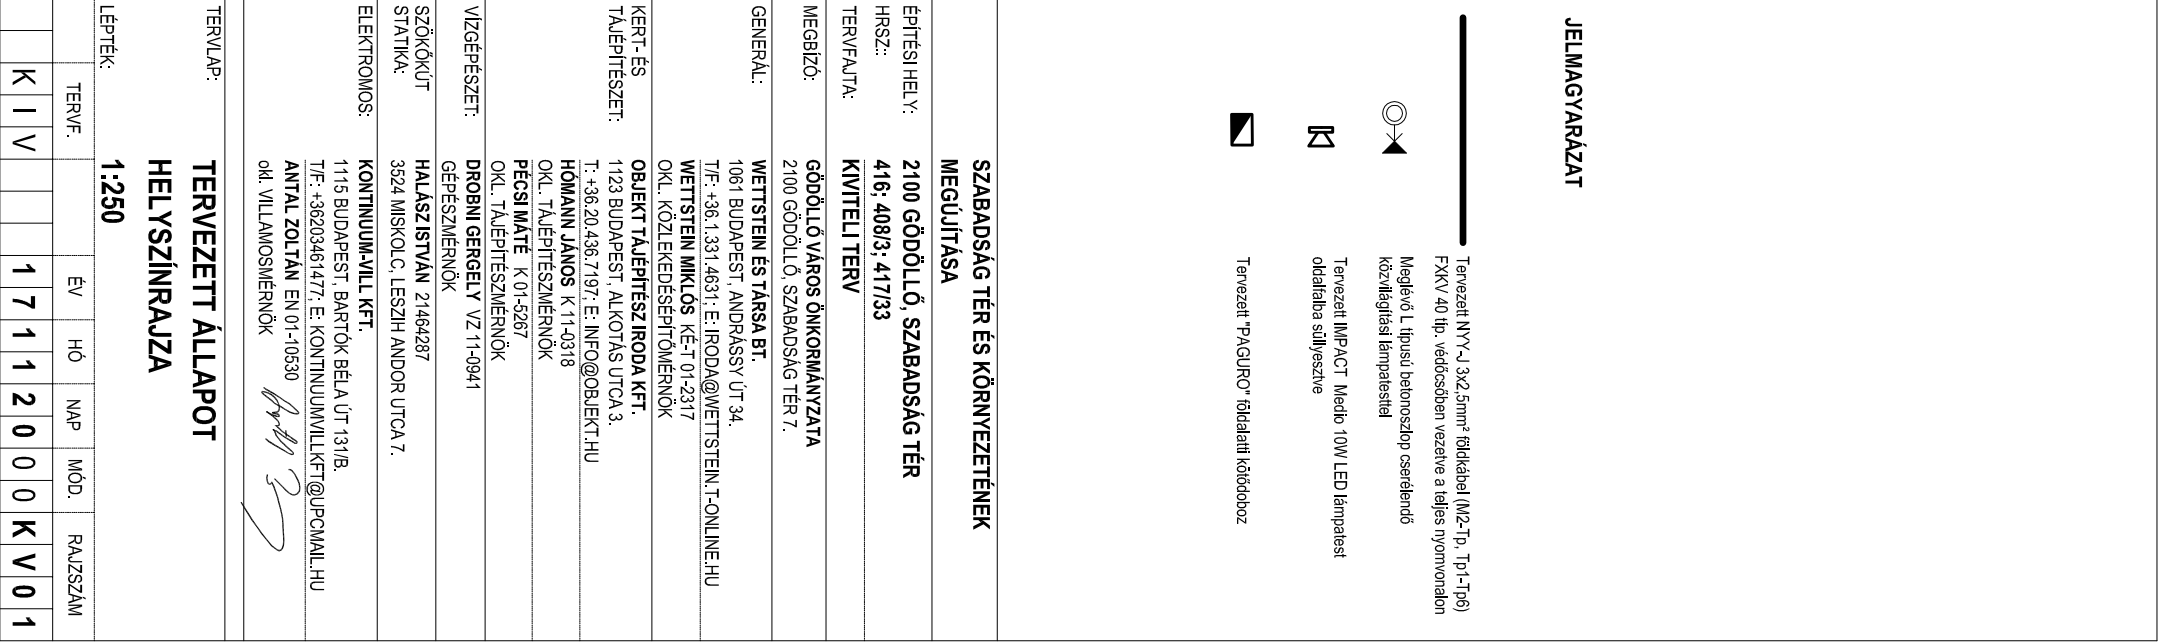 JELMAGYARÁZAT
Tervezett NYY-J 3x2,5mm² földkábel (M2-Tp, Tp1-Tp6)
FXKV 40 tip. védőcsőben vezetve a teljes nyomvonalon
Meglévő L típusú betonoszlop cserélendő
közvilágítási lámpatesttel
Tervezett IMPACT Medio 10W LED lámpatest
oldalfalba süllyesztve
Tervezett "PAGURO" földalatti kötődoboz
SZABADSÁG TÉR ÉS KÖRNYEZETÉNEK
MEGÚJÍTÁSA
ÉPÍTÉSI HELY: 2100 GÖDÖLLŐ, SZABADSÁG TÉR
HRSZ:: 416; 408/3; 417/33
TERVFAJTA: KIVITELI TERV
MEGBÍZÓ: GÖDÖLLŐ VÁROS ÖNKORMÁNYZATA
2100 GÖDÖLLŐ, SZABADSÁG TÉR 7.
GENERÁL: WETTSTEIN ÉS TÁRSA BT.
1061 BUDAPEST, ANDRÁSSY ÚT 34.
T/F: +36.1.331.4631; E: IRODA@WETTSTEIN.T-ONLINE.HU
WETTSTEIN MIKLÓS KÉ-T 01-2317
OKL. KÖZLEKEDÉSÉPÍTŐMÉRNÖK
KERT- ÉS OBJEKT TÁJÉPÍTÉSZ IRODA KFT.
TÁJÉPÍTÉSZET: 1123 BUDAPEST, ALKOTÁS UTCA 3.
T: +36.20.436.7197; E: INFO@OBJEKT.HU
HÓMANN JÁNOS K 11-0318
OKL. TÁJÉPÍTÉSZMÉRNÖK
PÉCSI MÁTÉ K 01-5267
OKL. TÁJÉPÍTÉSZMÉRNÖK
VÍZGÉPÉSZET: DROBNI GERGELY VZ 11-0941
GÉPÉSZMÉRNÖK
SZÖKŐKÚT HALÁSZ ISTVÁN 21464287
STATIKA: 3524 MISKOLC, LESZIH ANDOR UTCA 7.
ELEKTROMOS: KONTINUUM-VILL KFT.
1115 BUDAPEST, BARTÓK BÉLA ÚT 131/B.
T/F: +36203461477; E: KONTINUUMVILLKFT@UPCMAIL.HU
ANTAL ZOLTÁN EN 01-10530
okl. VILLAMOSMÉRNÖK
TERVLAP: TERVEZETT ÁLLAPOT
HELYSZÍNRAJZA
LÉPTÉK: 1:250
TERVF. ÉV HÓ NAP MÓD. RAJZSZÁM
K I V 1 7 1 1 2 0 0 0 K V 0 1